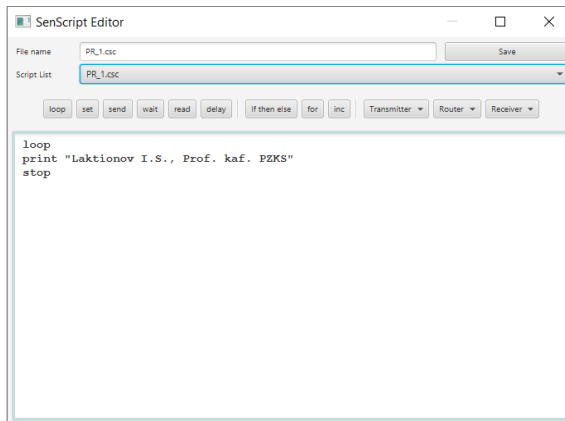 SenScript Editor
File name PR_1.csc Save
Script List PR_1.csc
loop set send wait read delay If then else for inc Transmitter Router Receiver
loop
print "Laktionov I.S., Prof. kaf. PZKS"
stop